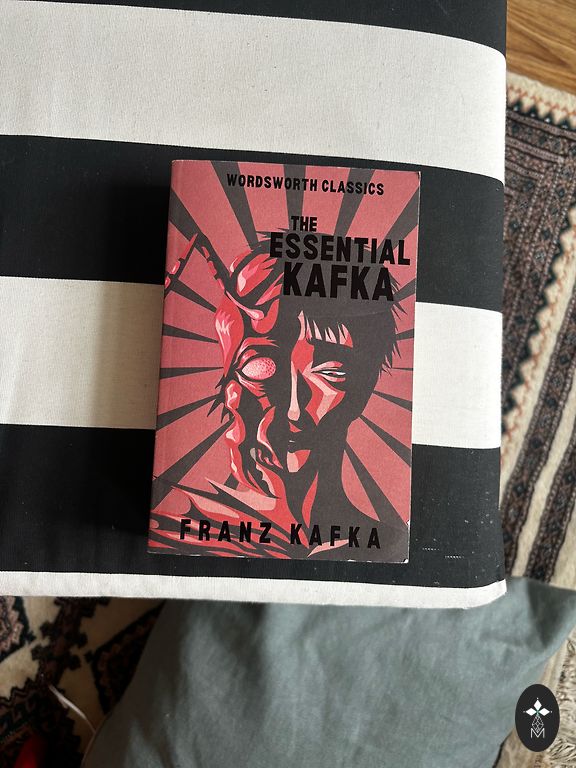 WORDSWORTH CLASSICS
THE
ESSENTIAL
KAFKA
FRANZ KAFKA
M